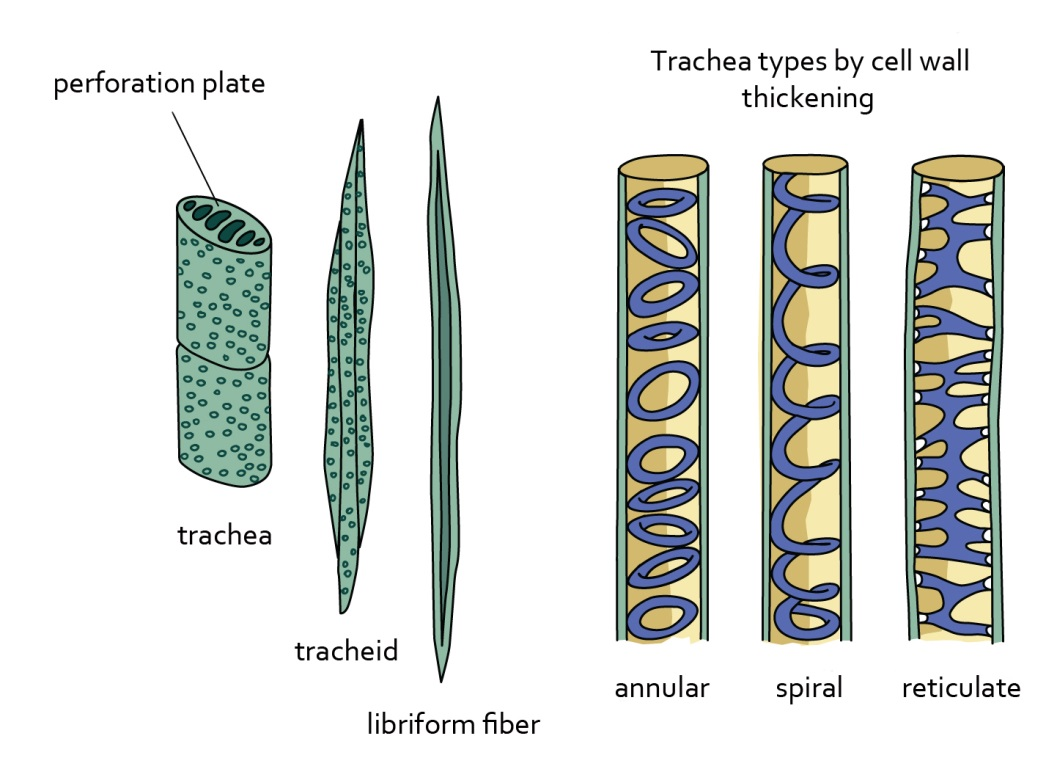 perforation plate
trachea
tracheid
libriform fiber
Trachea types by cell wall
thickening
annular
spiral
reticulate